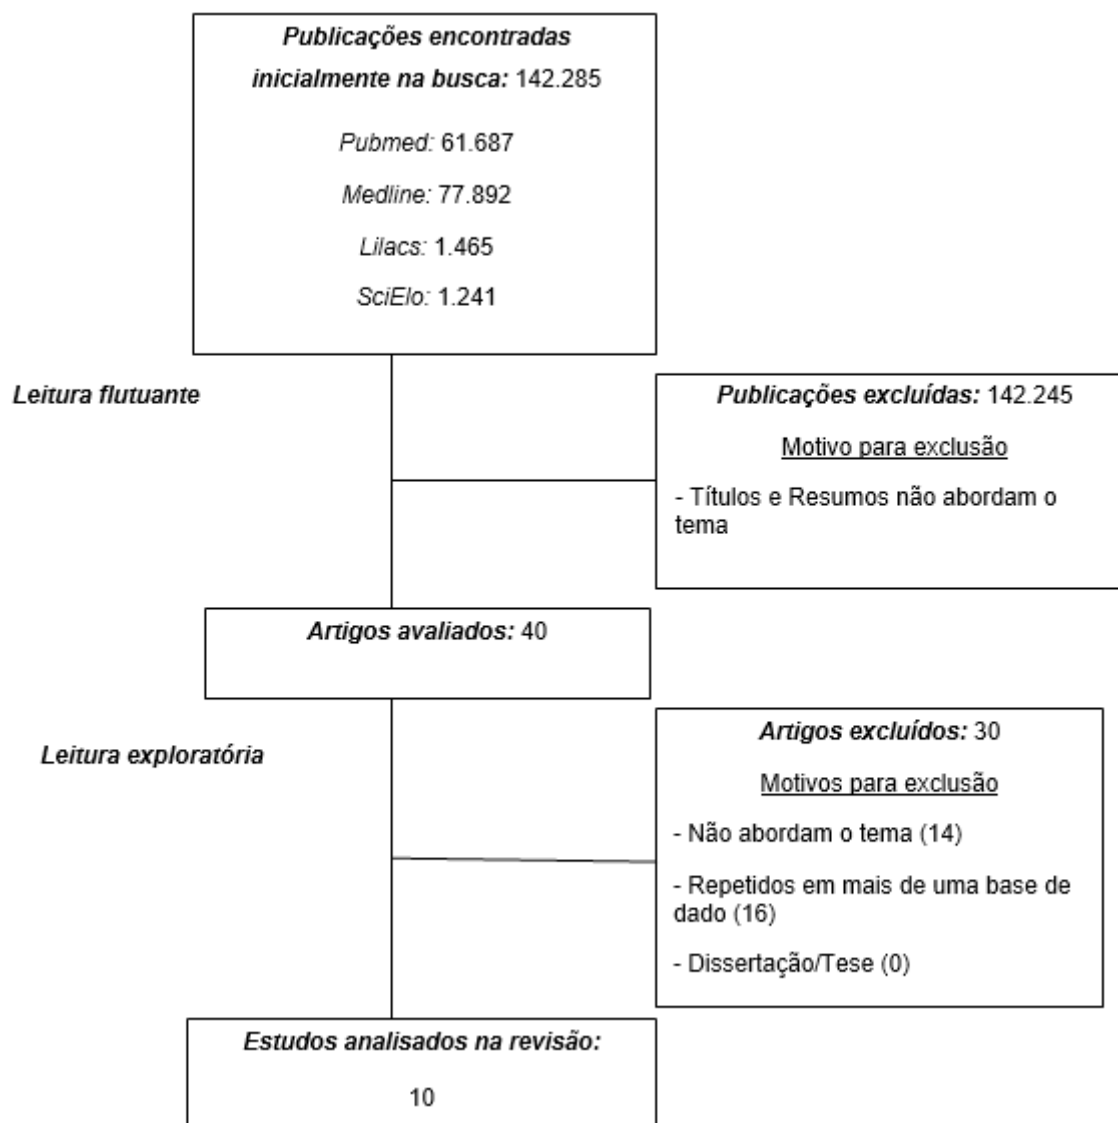 Publicações encontradas
inicialmente na busca: 142.285
Pubmed: 61.687
Medline: 77.892
Lilacs: 1.465
SciElo: 1.241
Leitura flutuante
Publicações excluídas: 142.245
Motivo para exclusão
- Títulos e Resumos não abordam o
tema
Artigos avaliados: 40
Leitura exploratória
Artigos excluídos: 30
Motivos para exclusão
- Não abordam o tema (14)
- Repetidos em mais de uma base de
dado (16)
- Dissertação/Tese (0)
Estudos analisados na revisão:
10